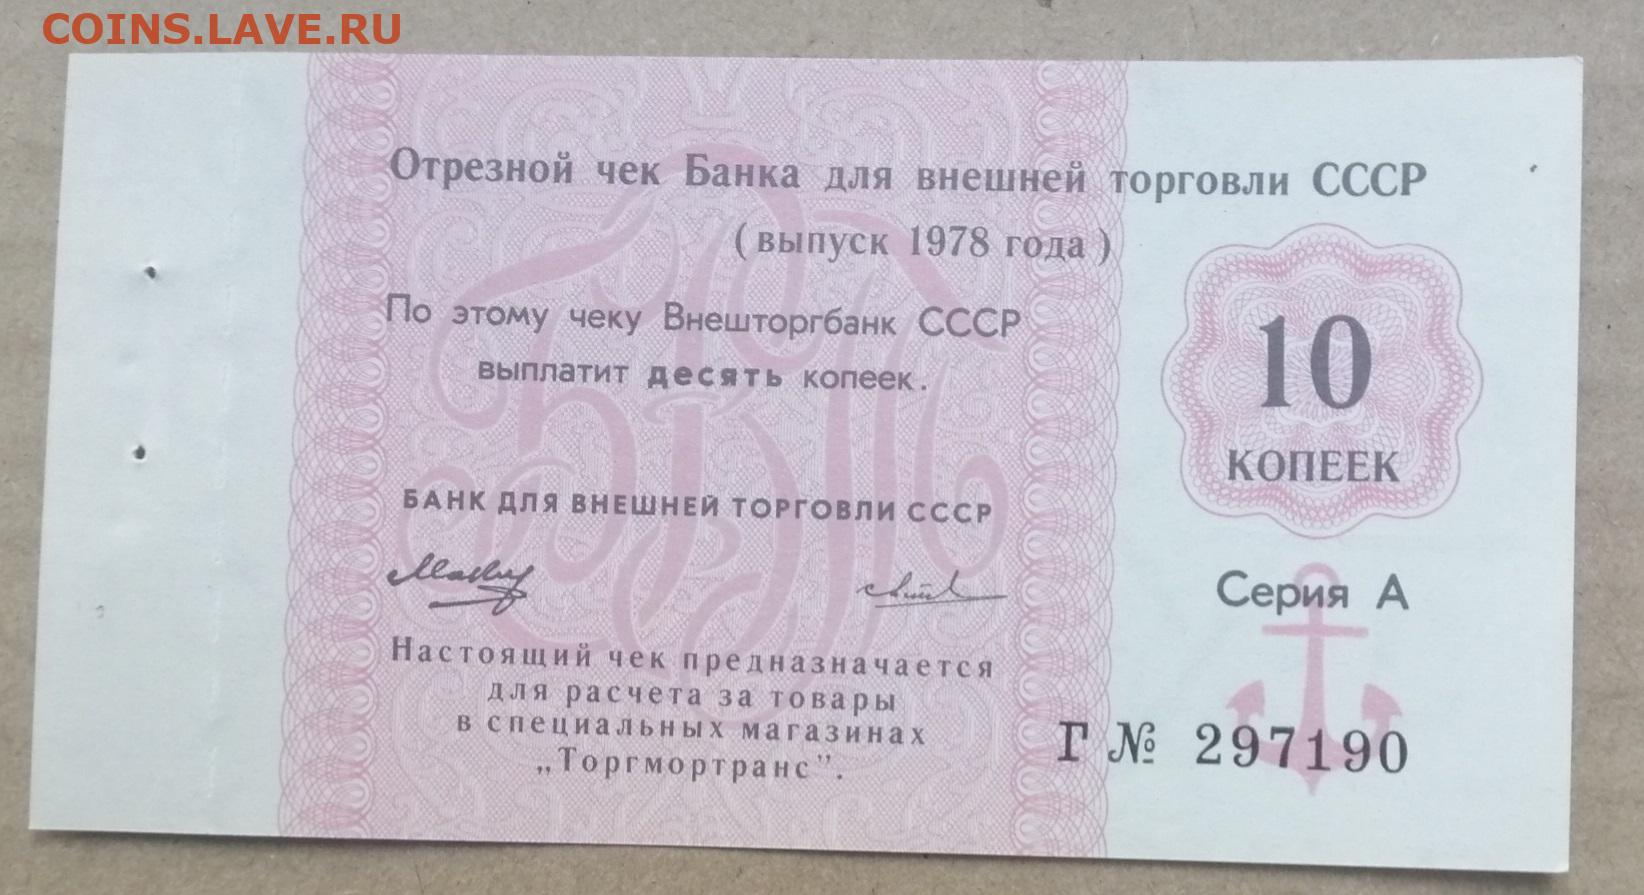 COINS.LAVE.RU
Отрезной чек Банка для внешней торговли СССР
(выпуск 1978 года)
По этому чеку Внешторгбанк СССР
выплатит десять копеек.
10
КОПЕЕК
БАНК ДЛЯ ВНЕШНЕЙ ТОРГОВЛИ СССР
Серия А
Настоящий чек предназначается
для расчета за товары
в специальных магазинах
„Торгмортранс”.
Г № 297190